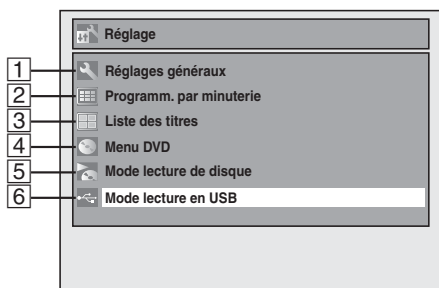 Réglage
1 Réglages généraux
2 Programm. par minuterie
3 Liste des titres
4 Menu DVD
5 Mode lecture de disque
6 Mode lecture en USB